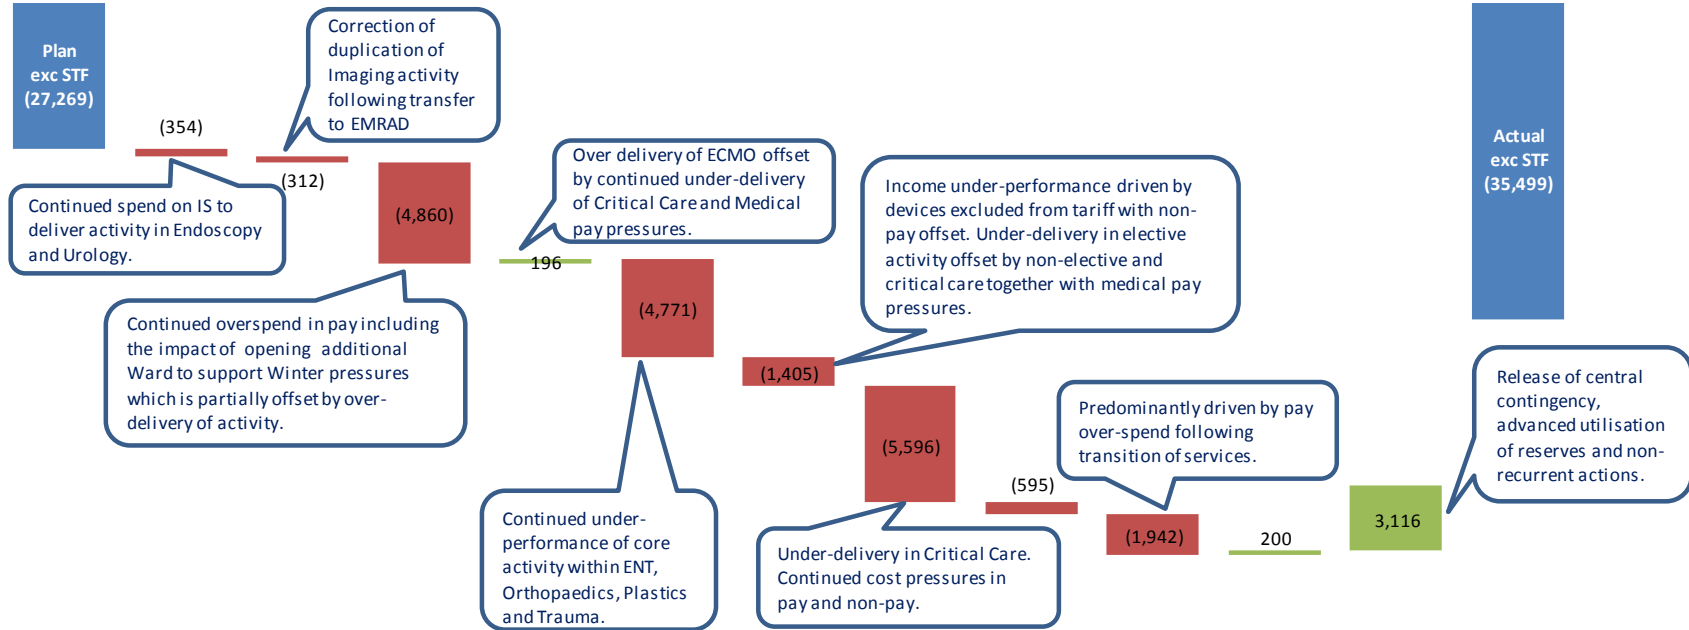 Plan
exc STF
(27,269)
(354)
Continued spend on IS to
deliver activity in Endoscopy
and Urology.
Correction of
duplication of
Imaging activity
following transfer
to EMRAD
(312)
(4,860)
Continued overspend in pay including
the impact of opening additional
Ward to support Winter pressures
which is partially offset by over-
delivery of activity.
Over delivery of ECMO offset
by continued under-delivery
of Critical Care and Medical
pay pressures.
196
(4,771)
Continued under-
performance of core
activity within ENT,
Orthopaedics, Plastics
and Trauma.
Income under-performance driven by
devices excluded from tariff with non-
pay offset. Under-delivery in elective
activity offset by non-elective and
critical care together with medical pay
pressures.
(1,405)
(5,596)
Under-delivery in Critical Care.
Continued cost pressures in
pay and non-pay.
(595)
Predominantly driven by pay
over-spend following
transition of services.
(1,942)
200
3,116
Release of central
contingency,
advanced utilisation
of reserves and non-
recurrent actions.
Actual
exc STF
(35,499)